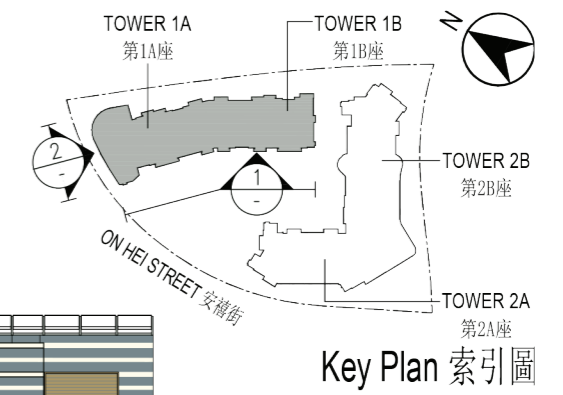 TOWER 1A
第1A座
TOWER 1B
第1B座
N
2
-
1
-
TOWER 2B
第2B座
ON HEI STREET 安禧街
TOWER 2A
第2A座
Key Plan 索引圖